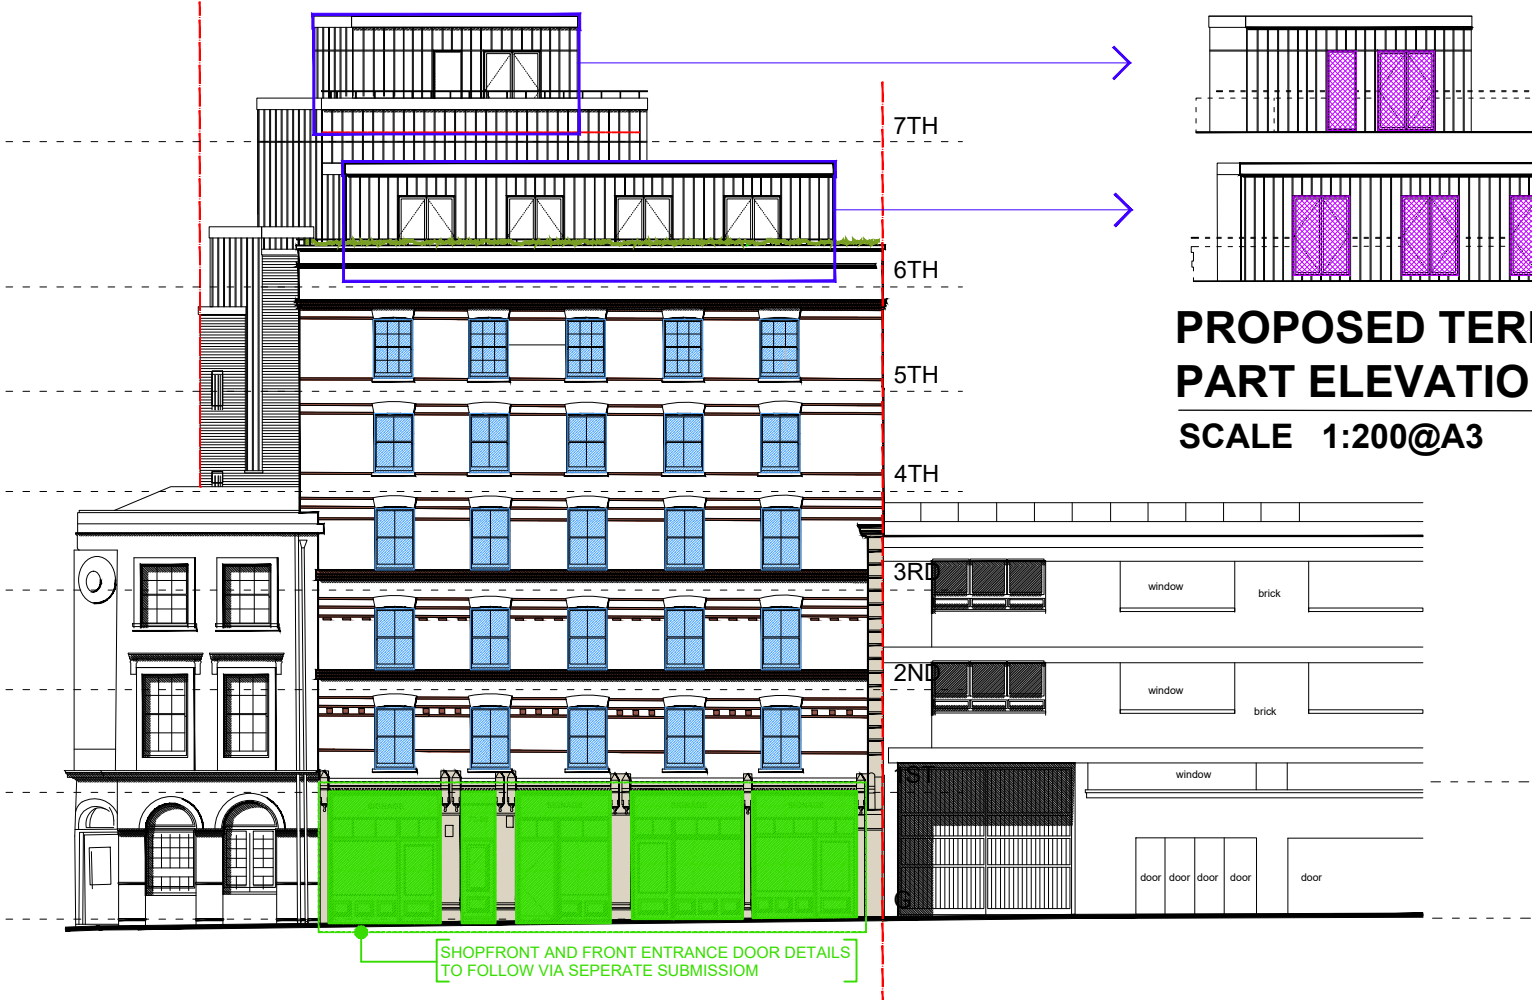 7TH
6TH
5TH
4TH
3RD
2ND
1ST
G
PROPOSED TER
PART ELEVATIO
SCALE 1:200@A3
window
brick
window
brick
window
door door door door
door
SHOPFRONT AND FRONT ENTRANCE DOOR DETAILS
TO FOLLOW VIA SEPERATE SUBMISSIOM